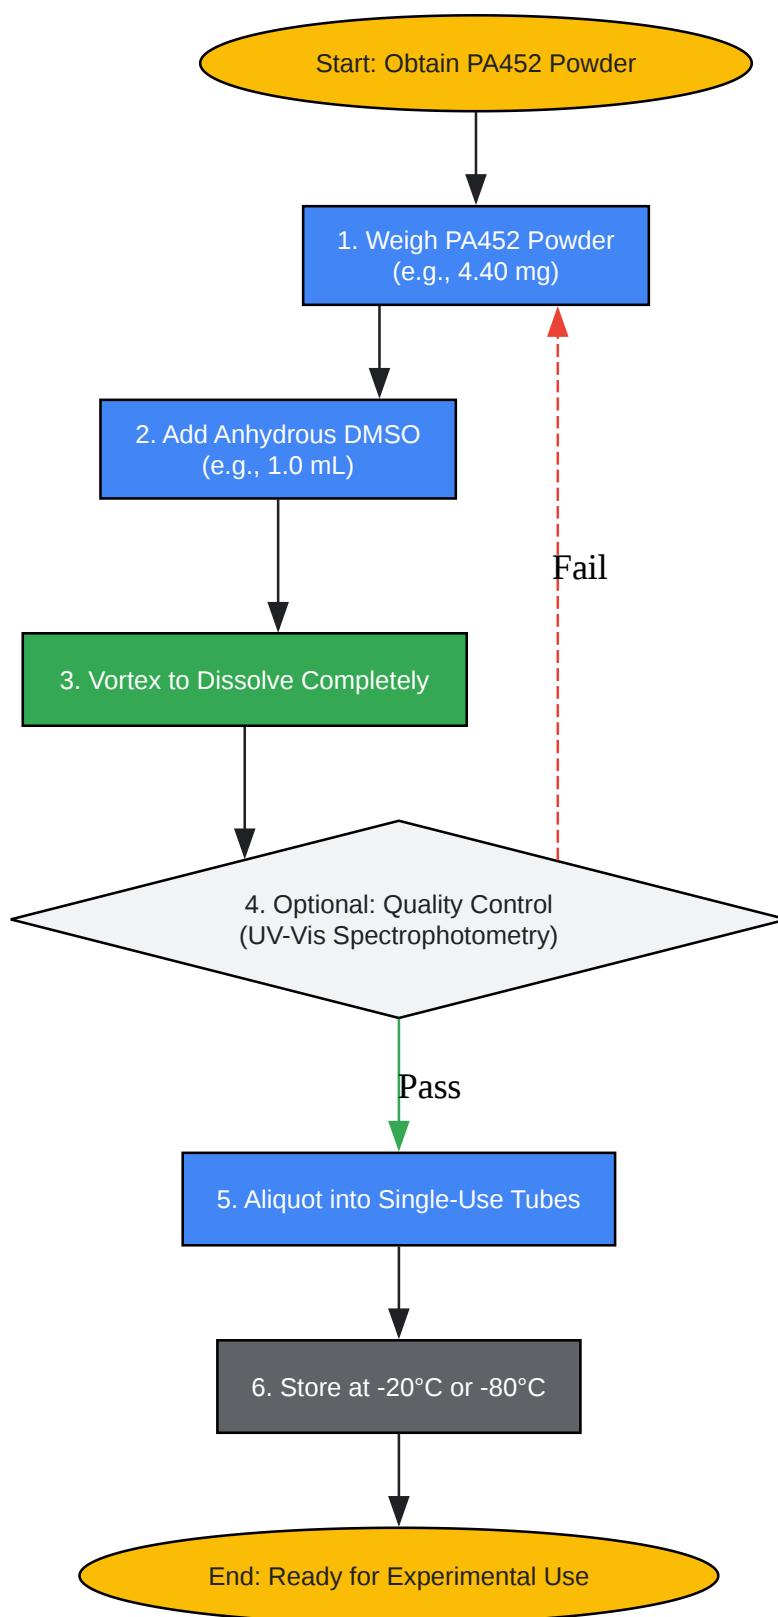 Start: Obtain PA452 Powder
1. Weigh PA452 Powder
(e.g., 4.40 mg)
2. Add Anhydrous DMSO
(e.g., 1.0 mL)
Fail
3. Vortex to Dissolve Completely
4. Optional: Quality Control
(UV-Vis Spectrophotometry)
Pass
5. Aliquot into Single-Use Tubes
6. Store at -20°C or -80°C
End: Ready for Experimental Use